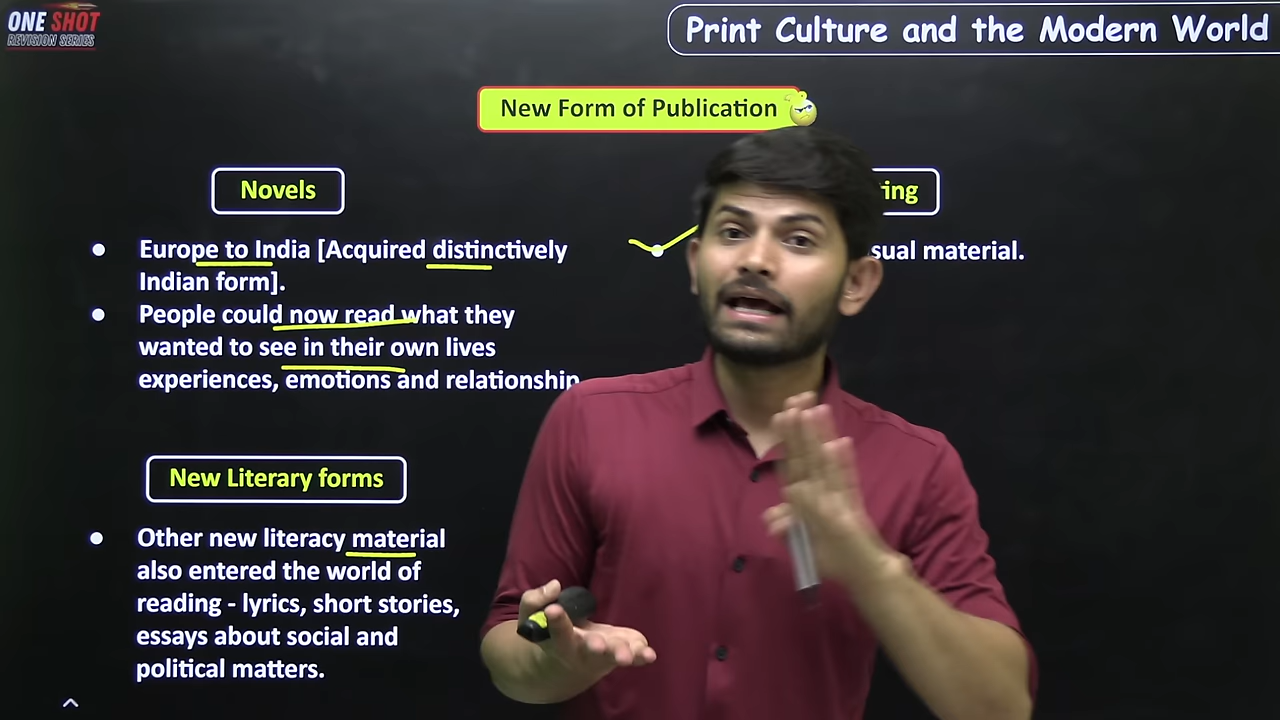 ONE SHOT
REVISION SERIES
Print Culture and the Modern World
New Form of Publication
Novels
Europe to India [Acquired distinctively
Indian form].
People could now read what they
wanted to see in their own lives
experiences, emotions and relationship
New Literary forms
Other new literacy material
also entered the world of
reading - lyrics, short stories,
essays about social and
political matters.
material.